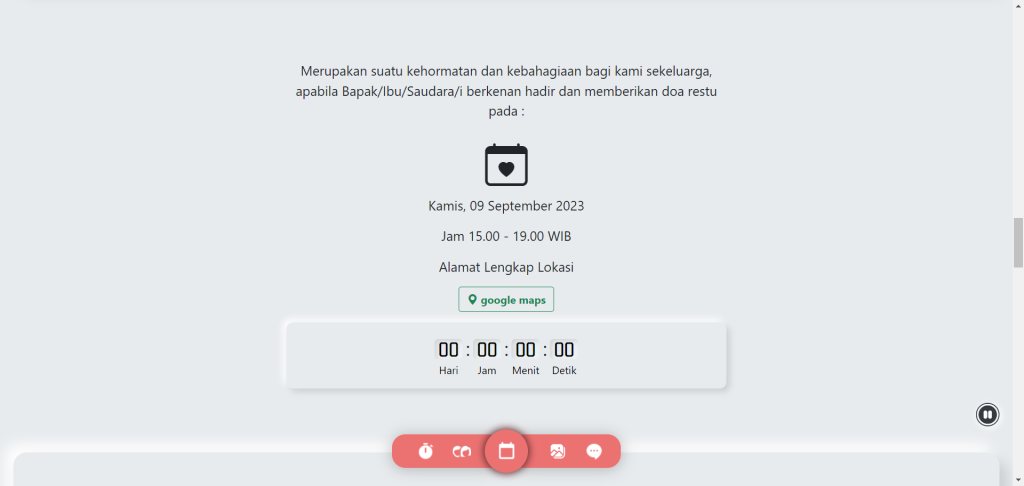 Merupakan suatu kehormatan dan kebahagiaan bagi kami sekeluarga,
apabila Bapak/Ibu/Saudara/i berkenan hadir dan memberikan doa restu
pada :
Kamis, 09 September 2023
Jam 15.00 - 19.00 WIB
Alamat Lengkap Lokasi
google maps
00 : 00 : 00 : 00
Hari Jam Menit Detik